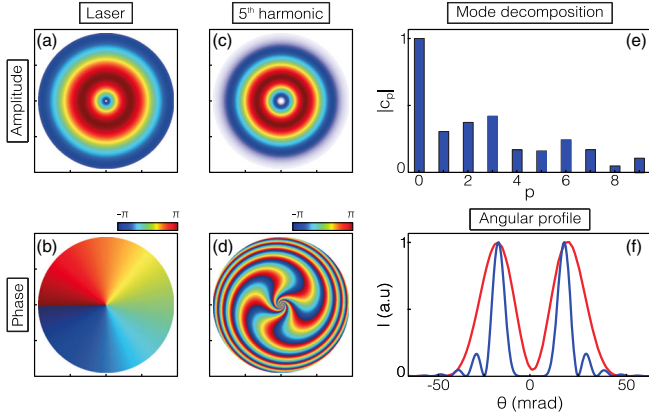 Laser
5th harmonic
Mode decomposition
Amplitude
(a)
(c)
(e)
1
|cp|
0
0 2 4 6 8
p
-π π
-π π
Angular profile
Phase
(b)
(d)
(f)
1
I (a.u)
0
-50 0 50
θ (mrad)